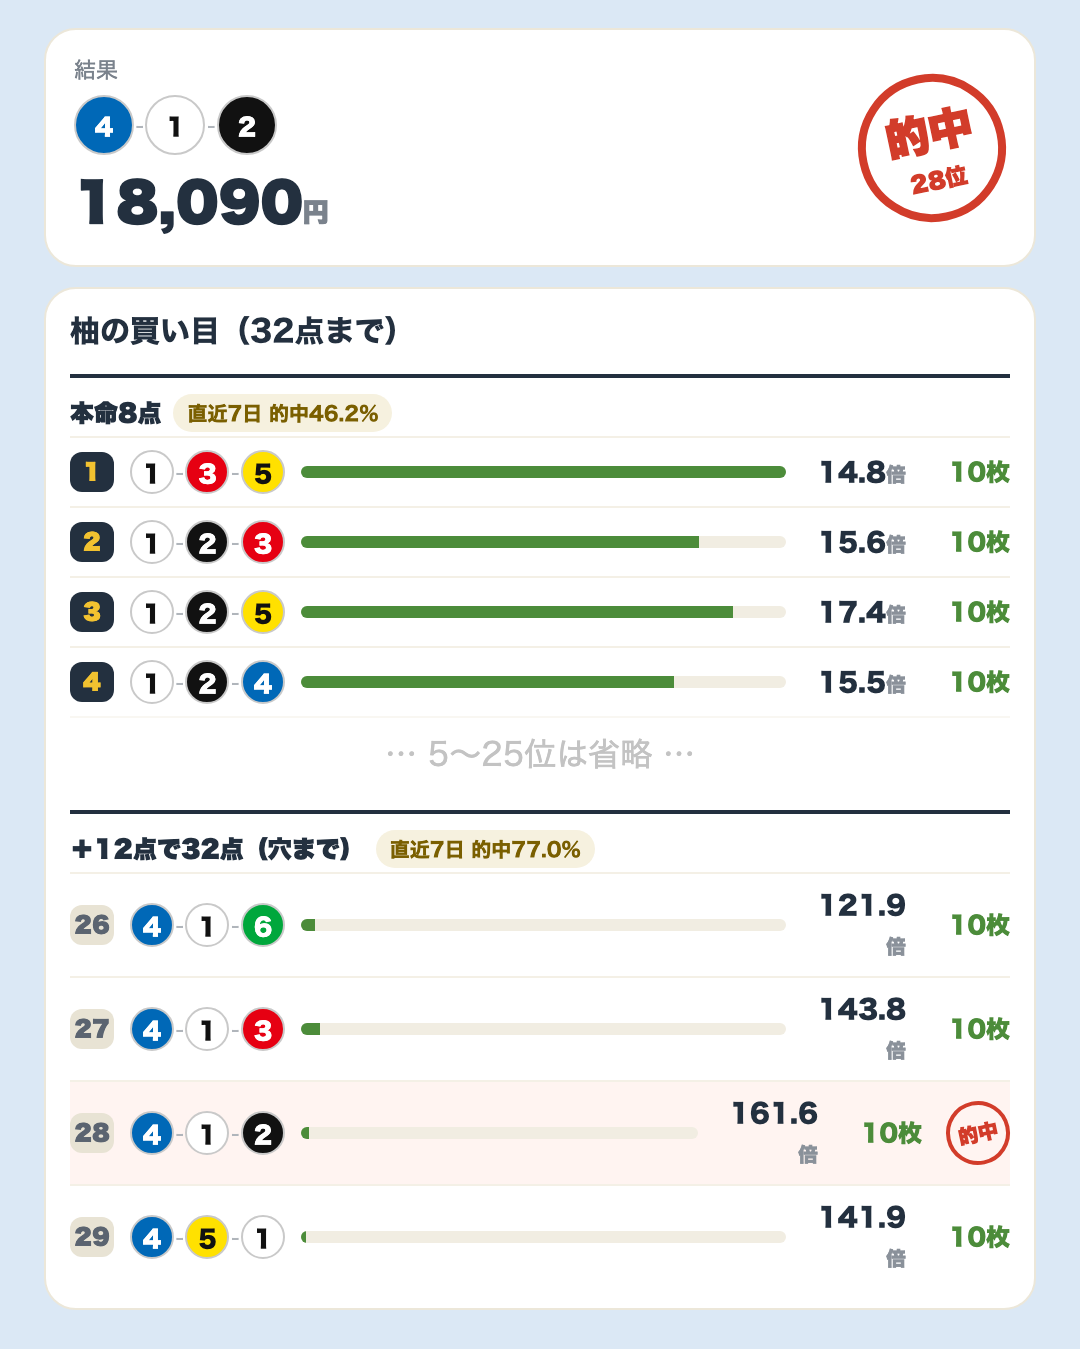 結果
4-1-2
18,090円
的中
28位
柚の買い目（32点まで）
本命8点 直近7日 的中46.2%
1 1-3-5 14.8倍 10枚
2 1-2-3 15.6倍 10枚
3 1-2-5 17.4倍 10枚
4 1-2-4 15.5倍 10枚
… 5〜25位は省略 …
+12点で32点（穴まで） 直近7日 的中77.0%
26 4-1-6 121.9倍 10枚
27 4-1-3 143.8倍 10枚
28 4-1-2 161.6倍 10枚 的中
29 4-5-1 141.9倍 10枚